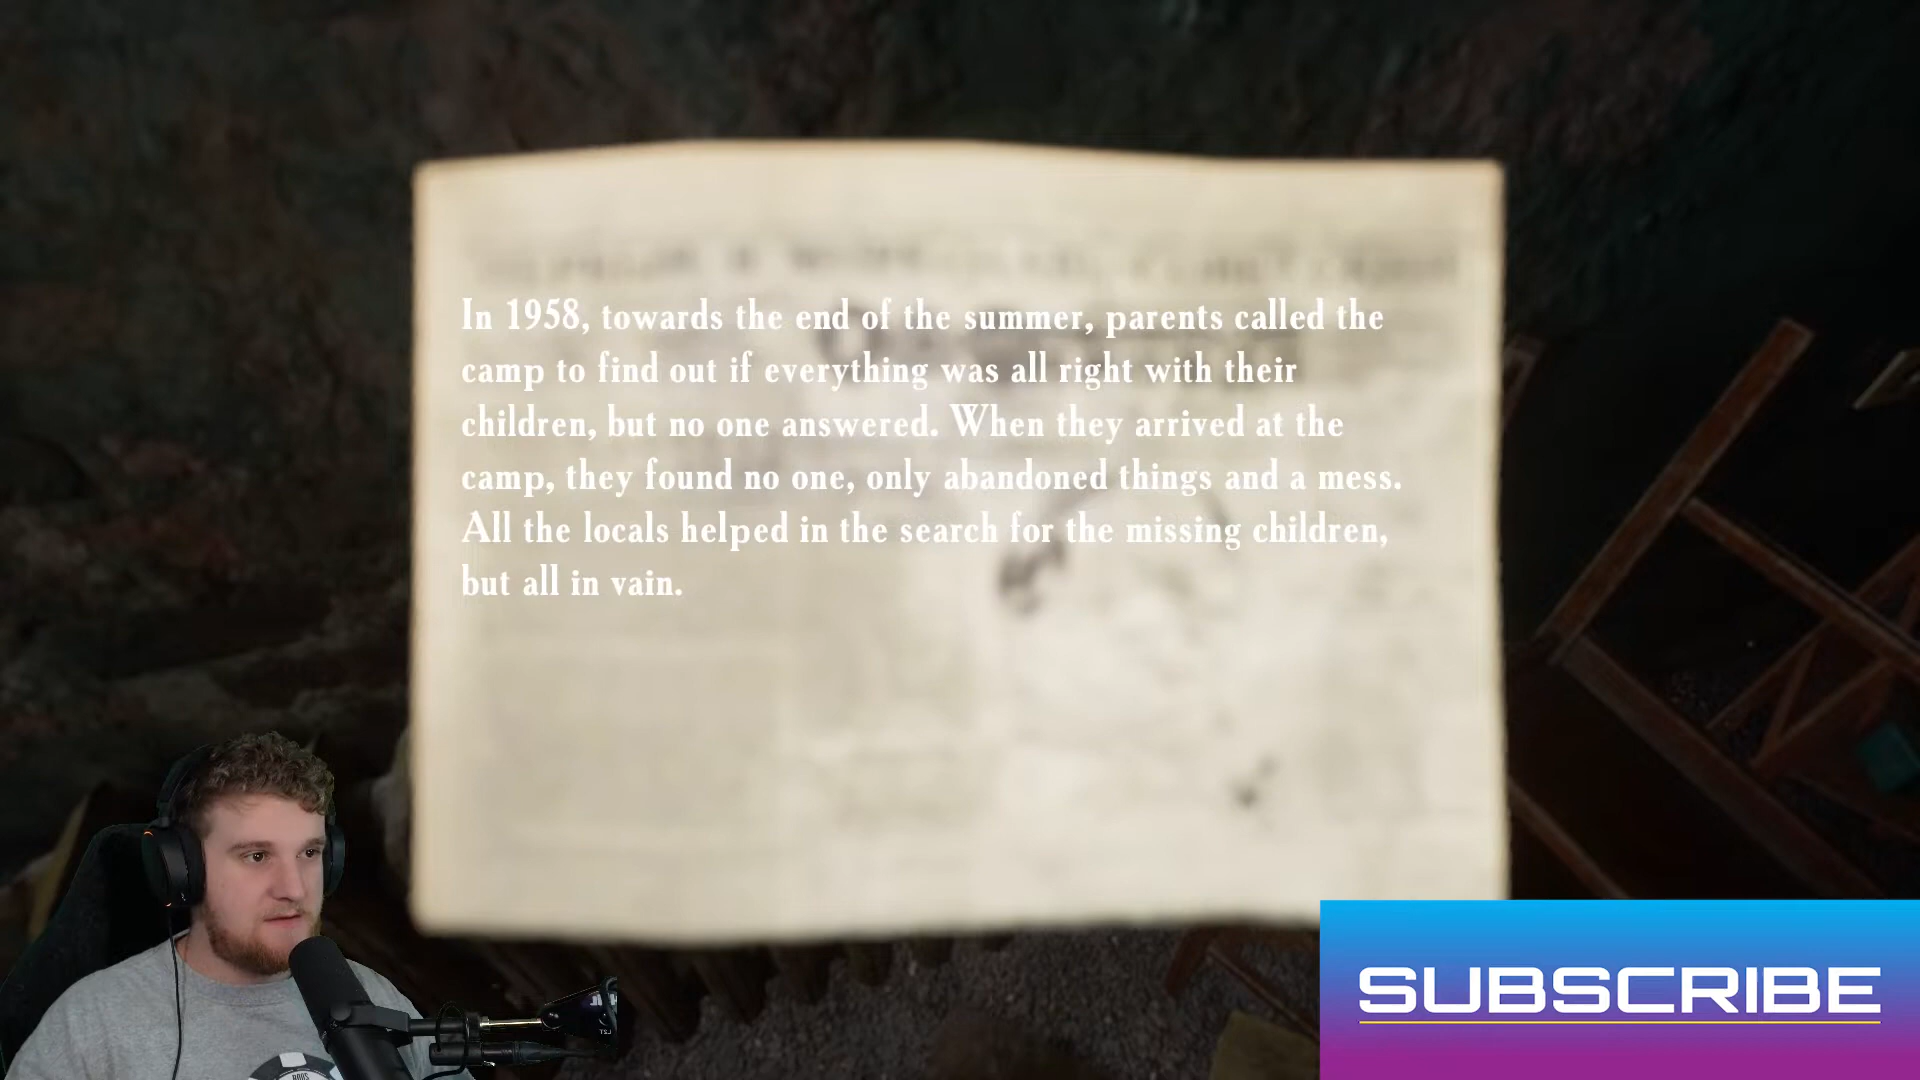 In 1958, towards the end of the summer, parents called the
camp to find out if everything was all right with their
children, but no one answered. When they arrived at the
camp, they found no one, only abandoned things and a mess.
All the locals helped in the search for the missing children,
but all in vain.
SUBSCRIBE